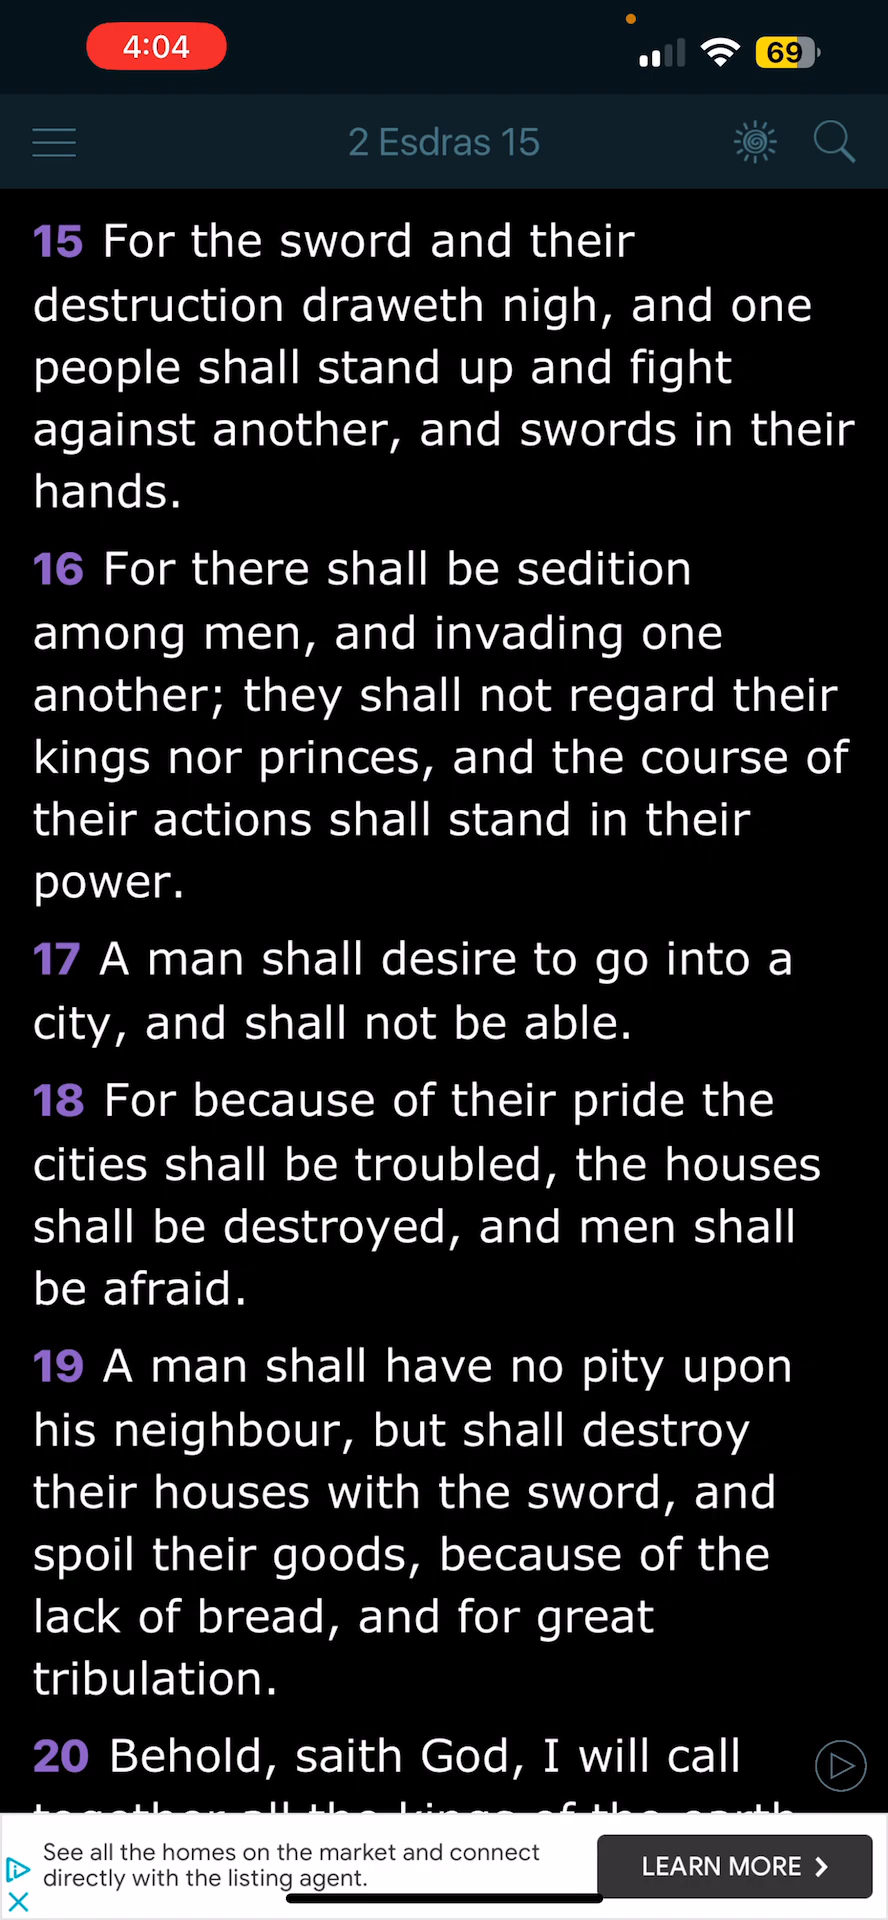 4:04
69
2 Esdras 15
15 For the sword and their
destruction draweth nigh, and one
people shall stand up and fight
against another, and swords in their
hands.
16 For there shall be sedition
among men, and invading one
another; they shall not regard their
kings nor princes, and the course of
their actions shall stand in their
power.
17 A man shall desire to go into a
city, and shall not be able.
18 For because of their pride the
cities shall be troubled, the houses
shall be destroyed, and men shall
be afraid.
19 A man shall have no pity upon
his neighbour, but shall destroy
their houses with the sword, and
spoil their goods, because of the
lack of bread, and for great
tribulation.
20 Behold, saith God, I will call
together all the kings of the earth
See all the homes on the market and connect
directly with the listing agent.
LEARN MORE